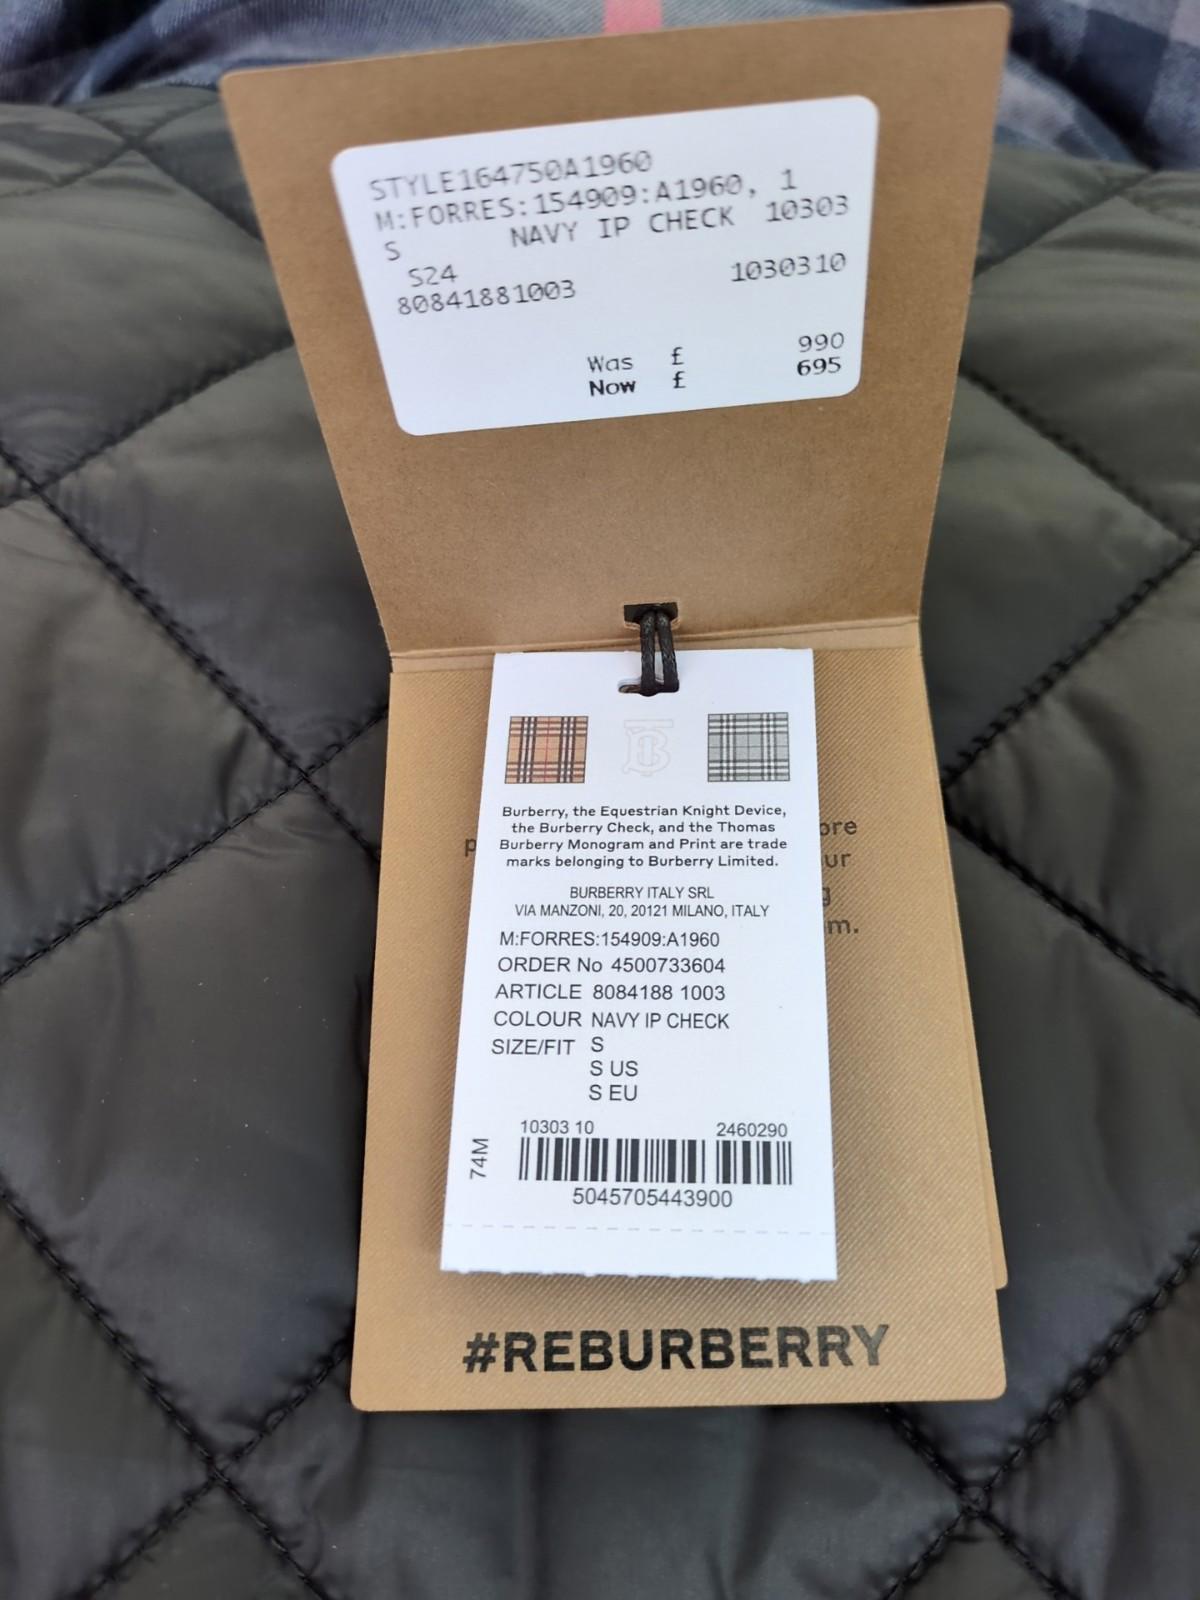 STYLE164750A1960
M:FORRES:154909:A1960, 1
S NAVY IP CHECK 10303
S24
80841881003 1030310
Was £ 990
Now £ 695
Burberry, the Equestrian Knight Device,
the Burberry Check, and the Thomas
Burberry Monogram and Print are trade
marks belonging to Burberry Limited.
BURBERRY ITALY SRL
VIA MANZONI, 20, 20121 MILANO, ITALY
M:FORRES:154909:A1960
ORDER No 4500733604
ARTICLE 8084188 1003
COLOUR NAVY IP CHECK
SIZE/FIT S
S US
S EU
10303 10 2460290
74M
5045705443900
#REBURBERRY